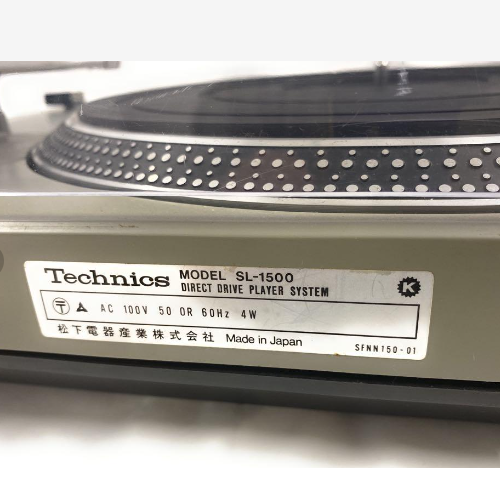 Technics MODEL SL-1500
DIRECT DRIVE PLAYER SYSTEM
K
〒 AC 100V 50 OR 60Hz 4W
松下電器産業株式会社 Made in Japan
SFNN150-01